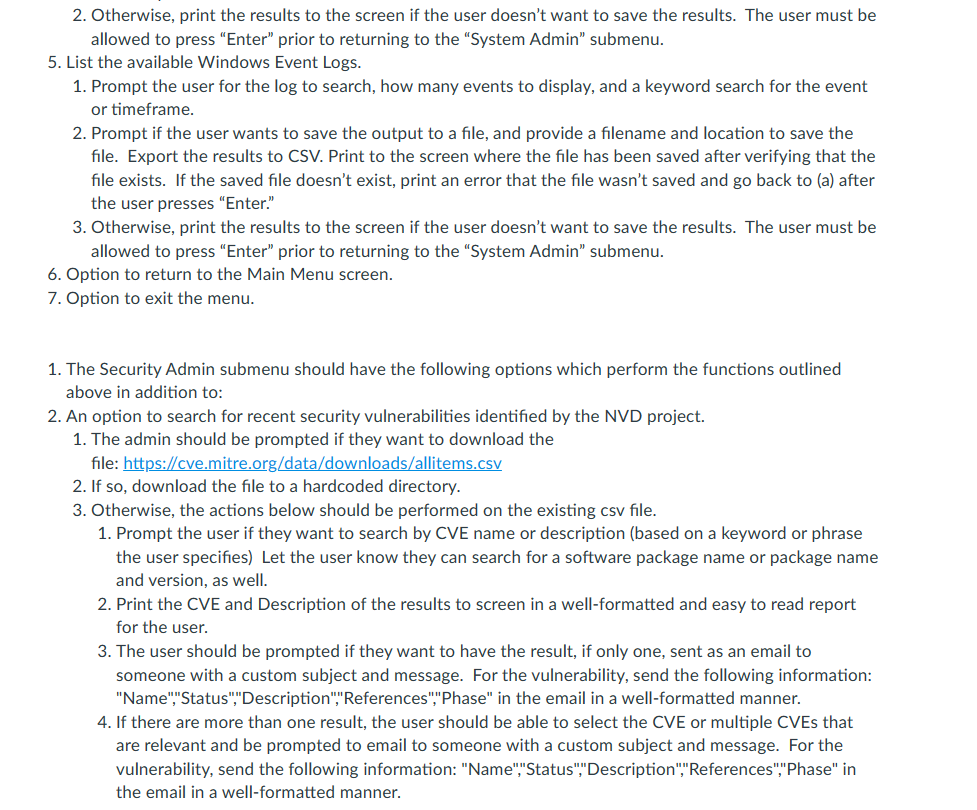 2. Otherwise, print the results to the screen if the user doesn’t want to save the results.  The user must be
allowed to press “Enter” prior to returning to the “System Admin” submenu.
5. List the available Windows Event Logs.
1. Prompt the user for the log to search, how many events to display, and a keyword search for the event
or timeframe.
2. Prompt if the user wants to save the output to a file, and provide a filename and location to save the
file.  Export the results to CSV. Print to the screen where the file has been saved after verifying that the
file exists.  If the saved file doesn’t exist, print an error that the file wasn’t saved and go back to (a) after
the user presses “Enter.”
3. Otherwise, print the results to the screen if the user doesn’t want to save the results.  The user must be
allowed to press “Enter” prior to returning to the “System Admin” submenu.
6. Option to return to the Main Menu screen.
7. Option to exit the menu.
1. The Security Admin submenu should have the following options which perform the functions outlined
above in addition to:
2. An option to search for recent security vulnerabilities identified by the NVD project.
1. The admin should be prompted if they want to download the
file: https://cve.mitre.org/data/downloads/allitems.csv
2. If so, download the file to a hardcoded directory.
3. Otherwise, the actions below should be performed on the existing csv file.
1. Prompt the user if they want to search by CVE name or description (based on a keyword or phrase
the user specifies)  Let the user know they can search for a software package name or package name
and version, as well.
2. Print the CVE and Description of the results to screen in a well-formatted and easy to read report
for the user.
3. The user should be prompted if they want to have the result, if only one, sent as an email to
someone with a custom subject and message.  For the vulnerability, send the following information:
"Name","Status","Description","References","Phase" in the email in a well-formatted manner.
4. If there are more than one result, the user should be able to select the CVE or multiple CVEs that
are relevant and be prompted to email to someone with a custom subject and message.  For the
vulnerability, send the following information: "Name","Status","Description","References","Phase" in
the email in a well-formatted manner.